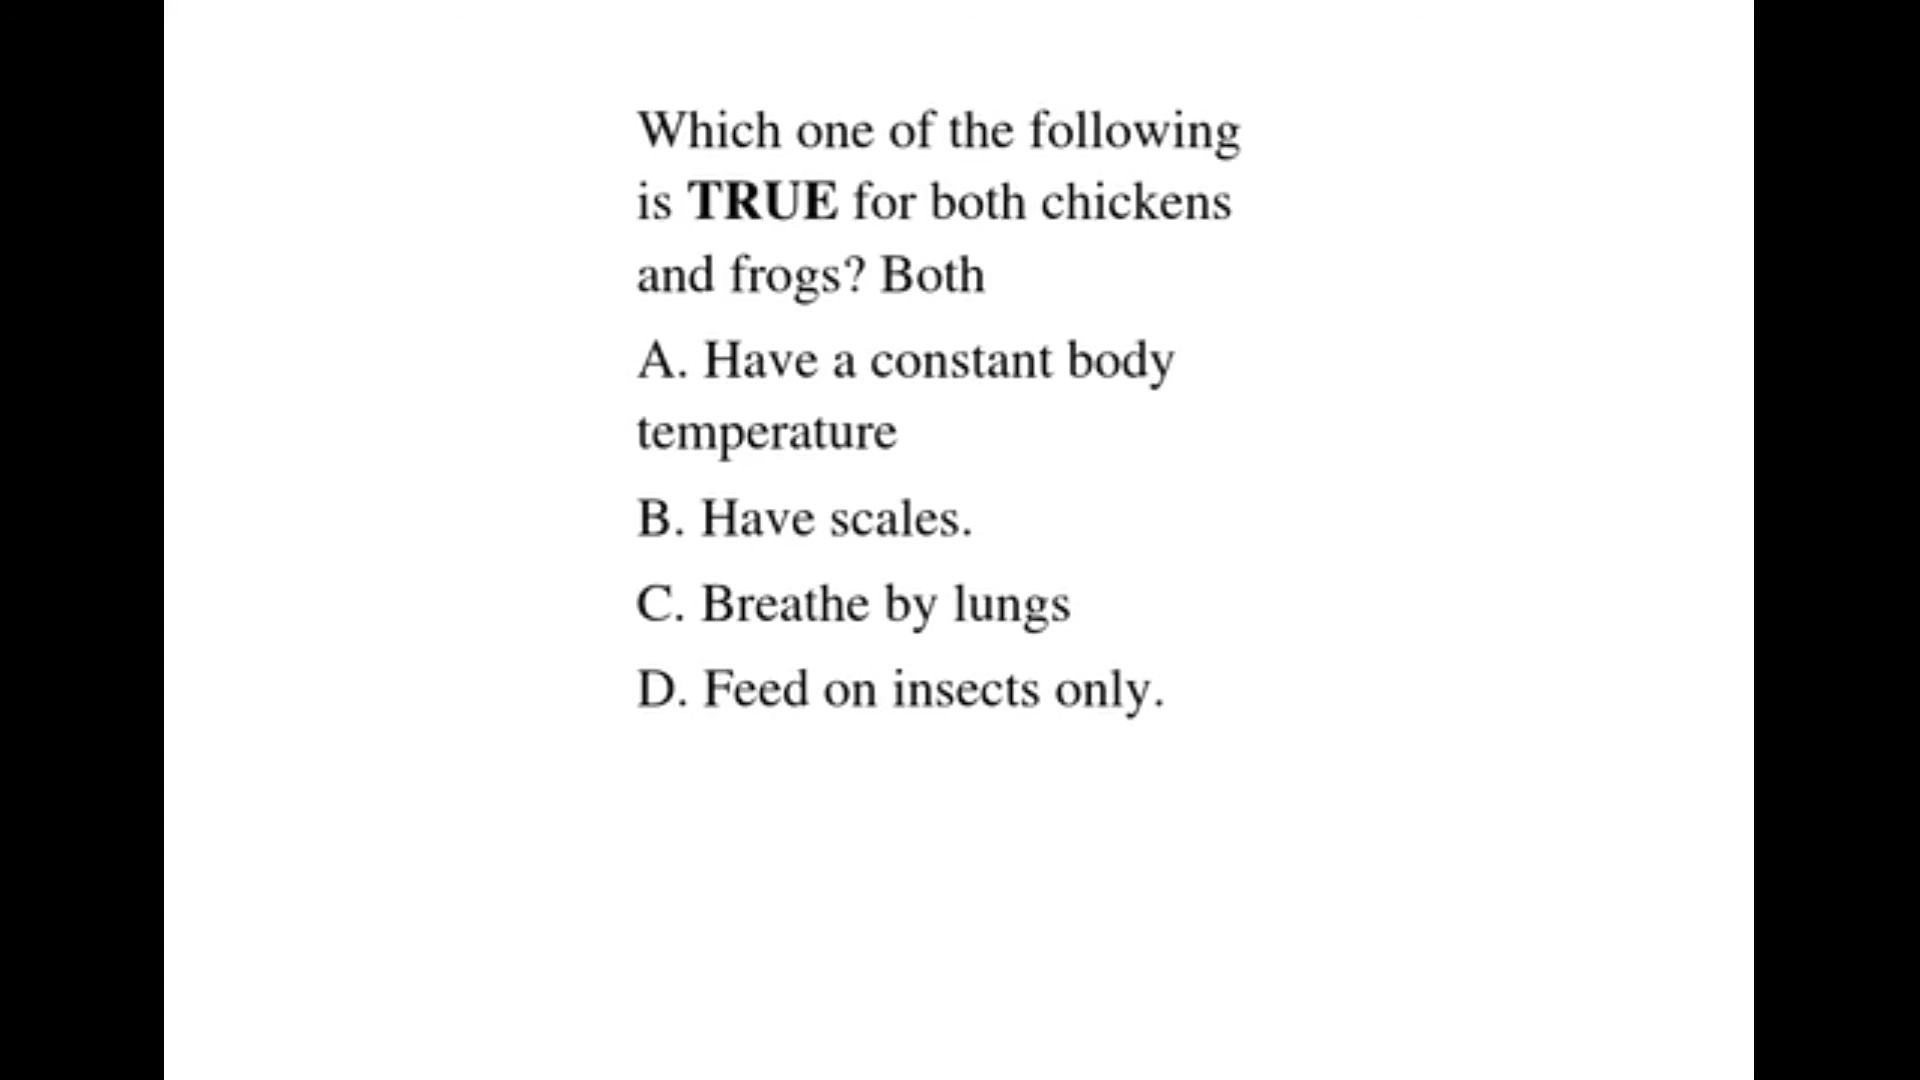 Which one of the following
is TRUE for both chickens
and frogs? Both
A. Have a constant body
temperature
B. Have scales.
C. Breathe by lungs
D. Feed on insects only.